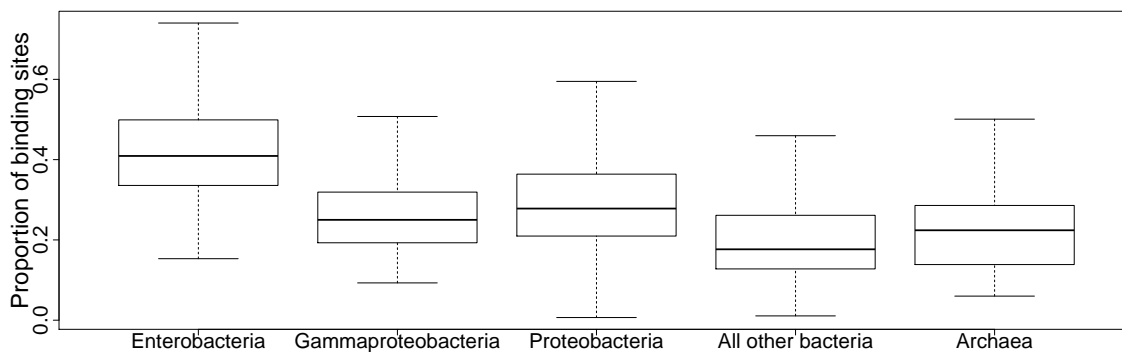 Proportion of binding sites
0.6
0.4
0.2
0.0
Enterobacteria Gammaproteobacteria Proteobacteria All other bacteria Archaea